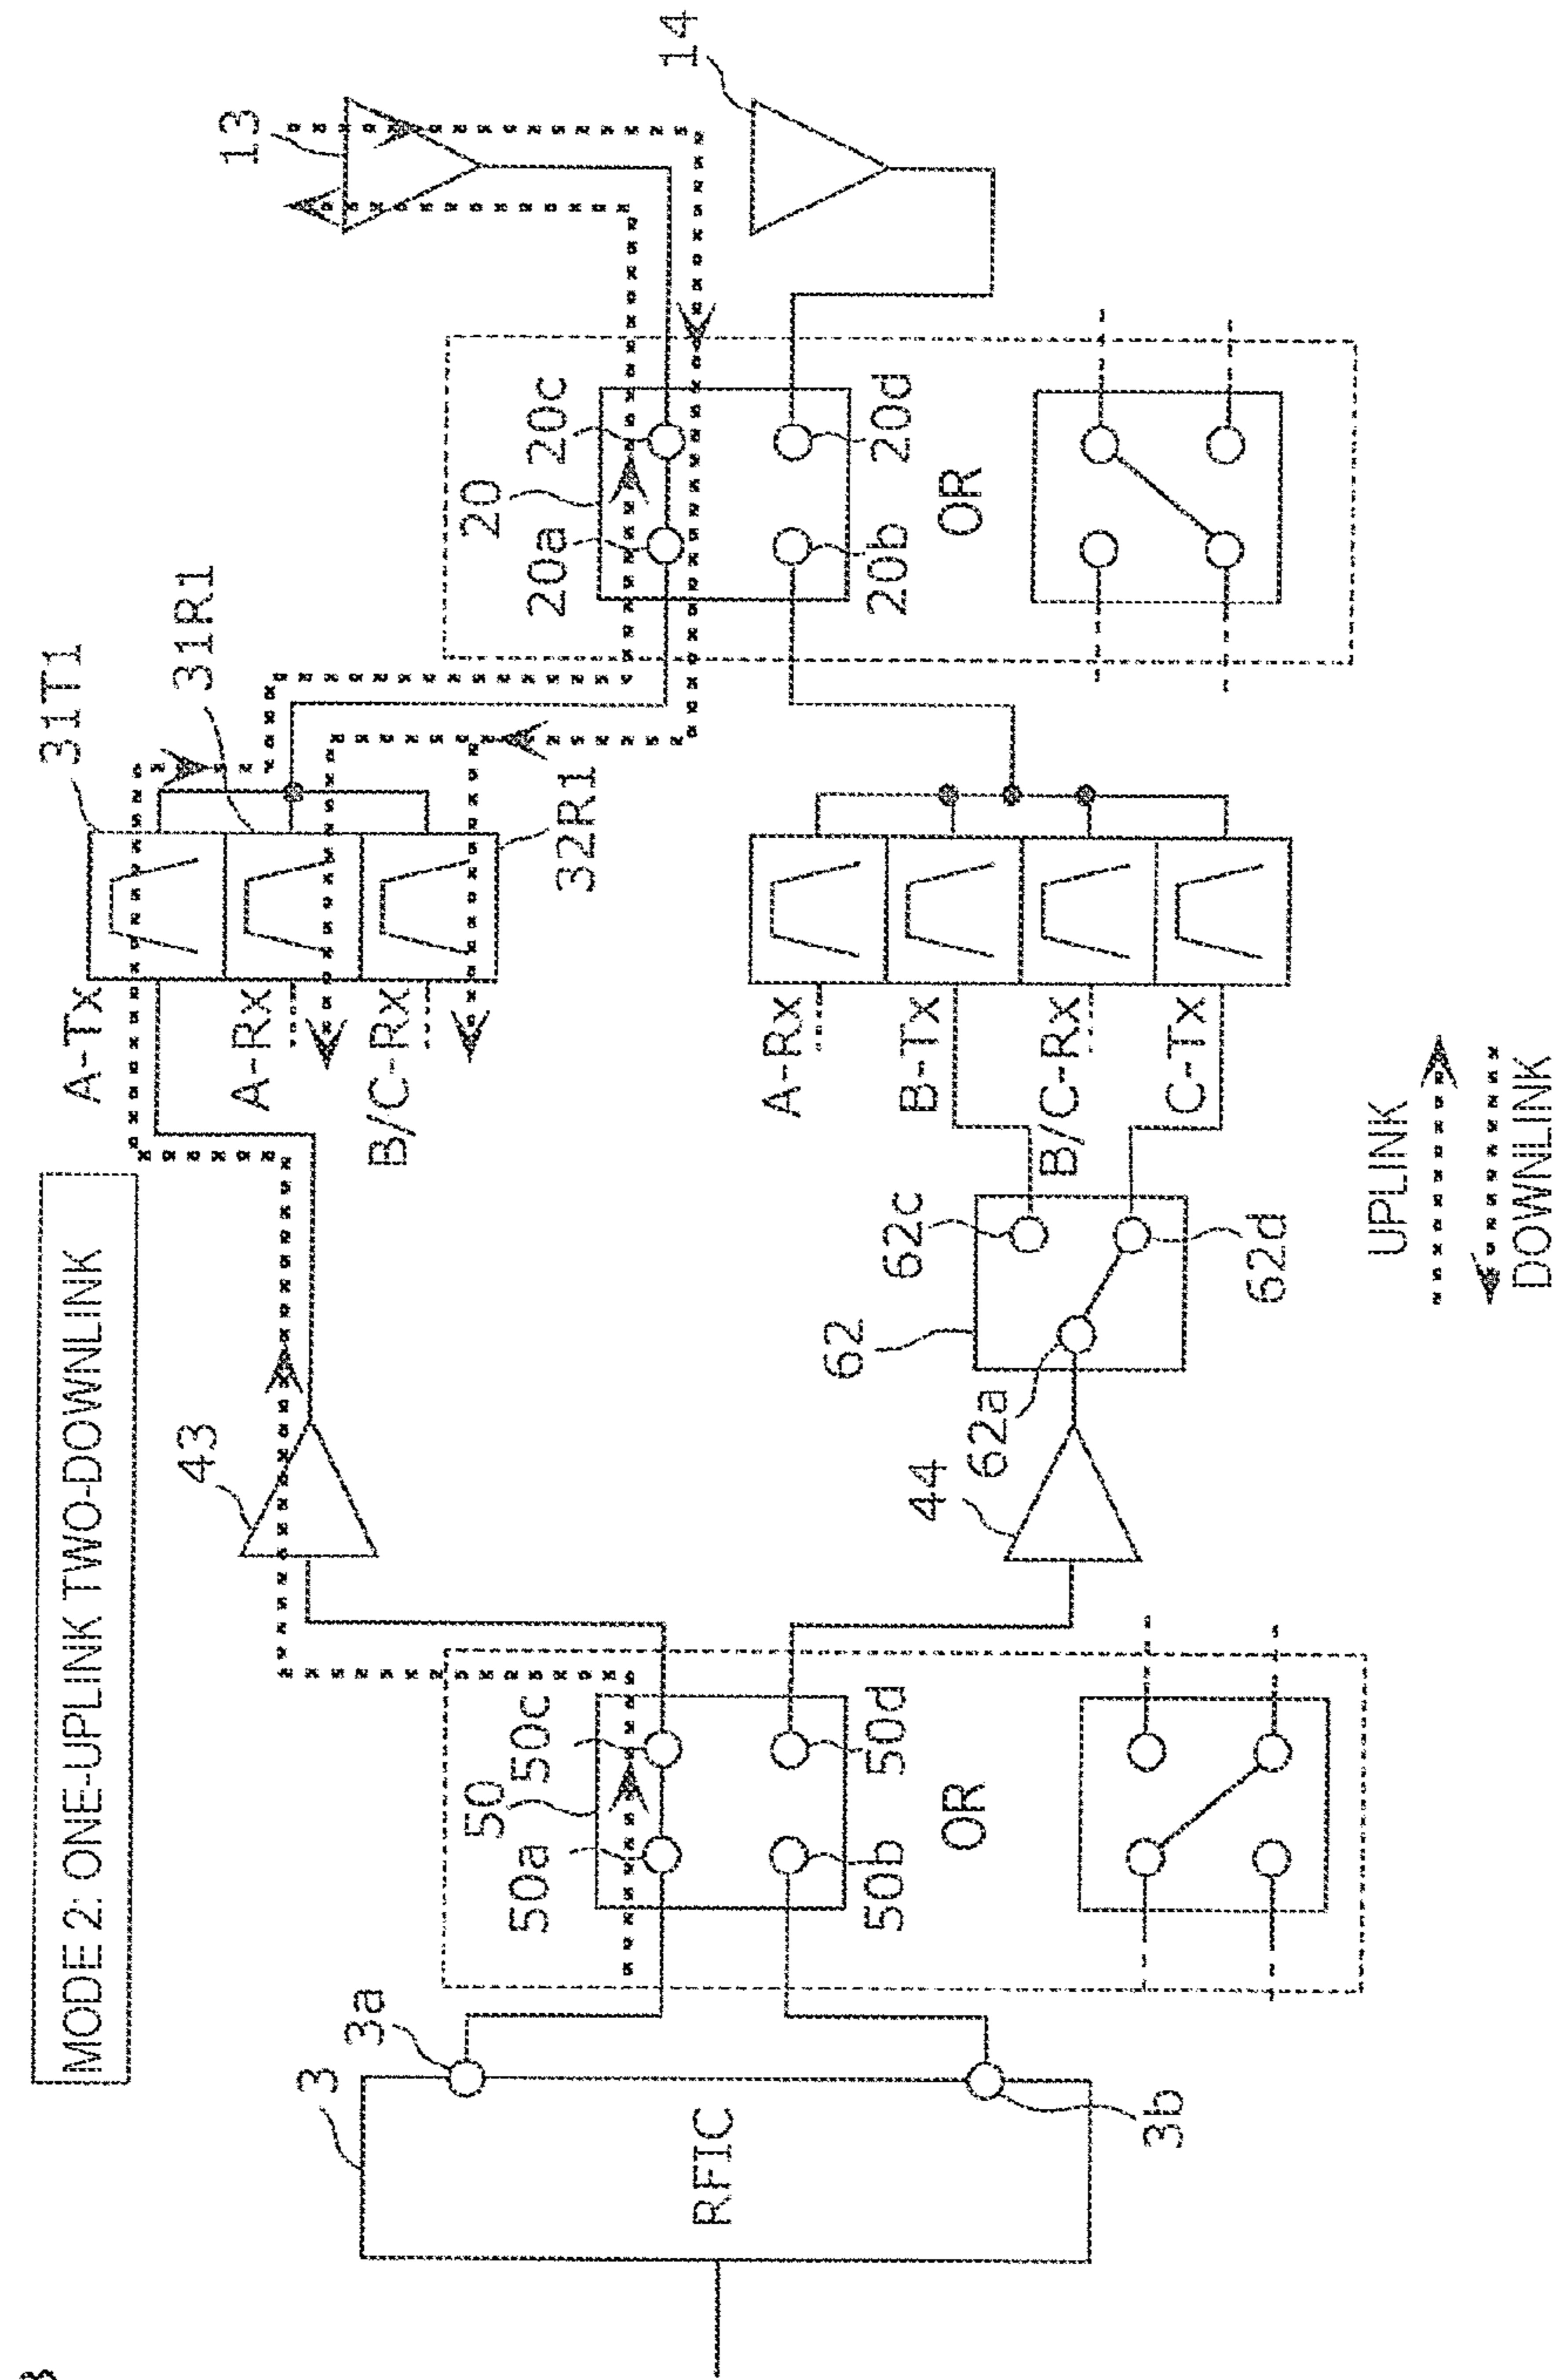 MODE 2: ONE-UPLINK TWO-DOWNLINK
3
3a
RFIC
3b
50
50a
50c
50b
50d
OR
43
44
62
62a
62c
62d
A-Tx
A-Rx
B/C-Rx
31T1
31R1
32R1
A-Rx
B-Tx
B/C-Rx
C-Tx
20
20a
20c
20b
20d
OR
13
14
UPLINK
DOWNLINK